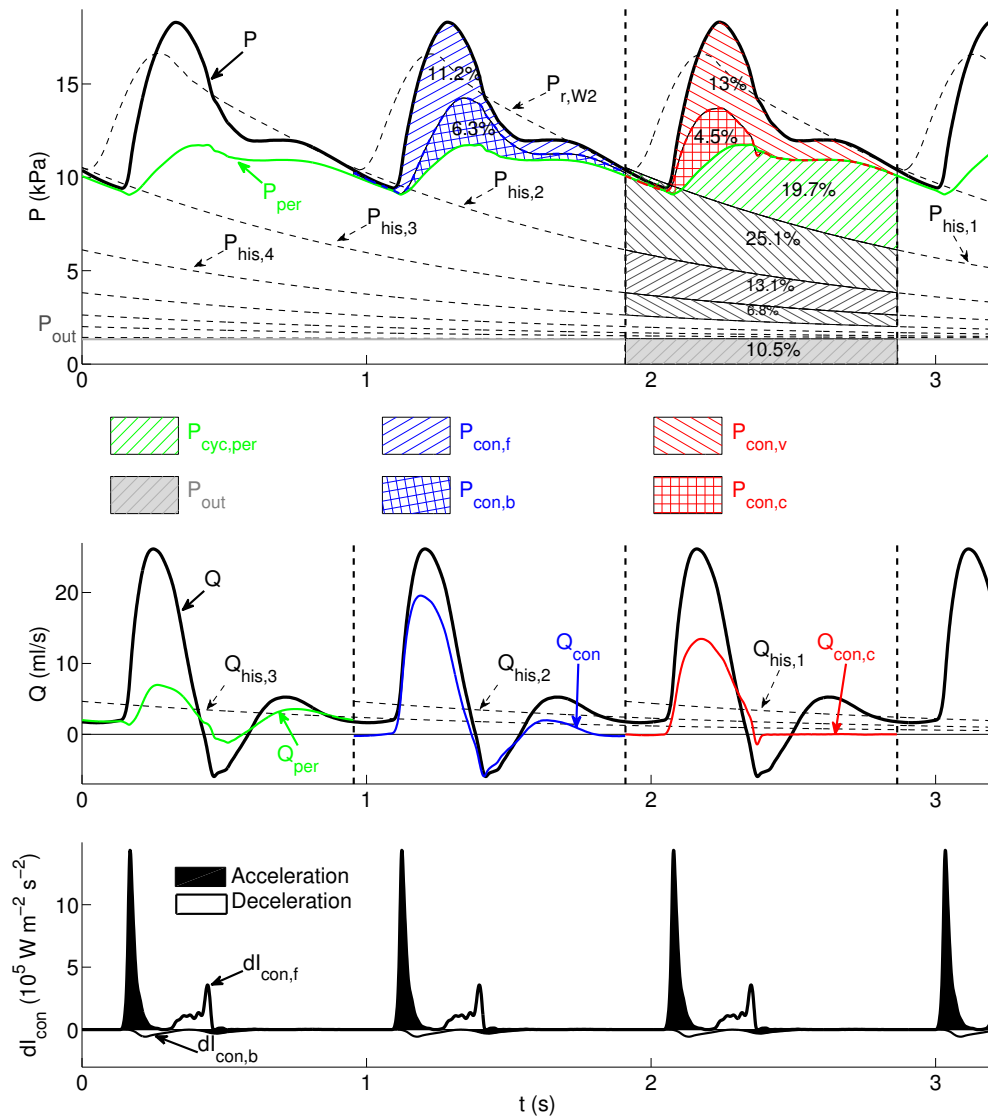 P
11.2%
P_r,W2
13%
6.3%
4.5%
15
10
5
0
P (kPa)
P_per
P_his,2
P_his,3
P_his,4
P_his,1
19.7%
25.1%
13.1%
6.8%
10.5%
P_out
0 1 2 3
P_cyc,per P_con,f P_con,v
P_out P_con,b P_con,c
Q (ml/s)
20
10
0
Q
Q_his,3
Q_per
Q_his,2
Q_con
Q_his,1
Q_con,c
0 1 2 3
dI_con (10^5 W m^−2 s^−2)
10
5
0
Acceleration
Deceleration
dI_con,f
dI_con,b
0 1 2 3
t (s)